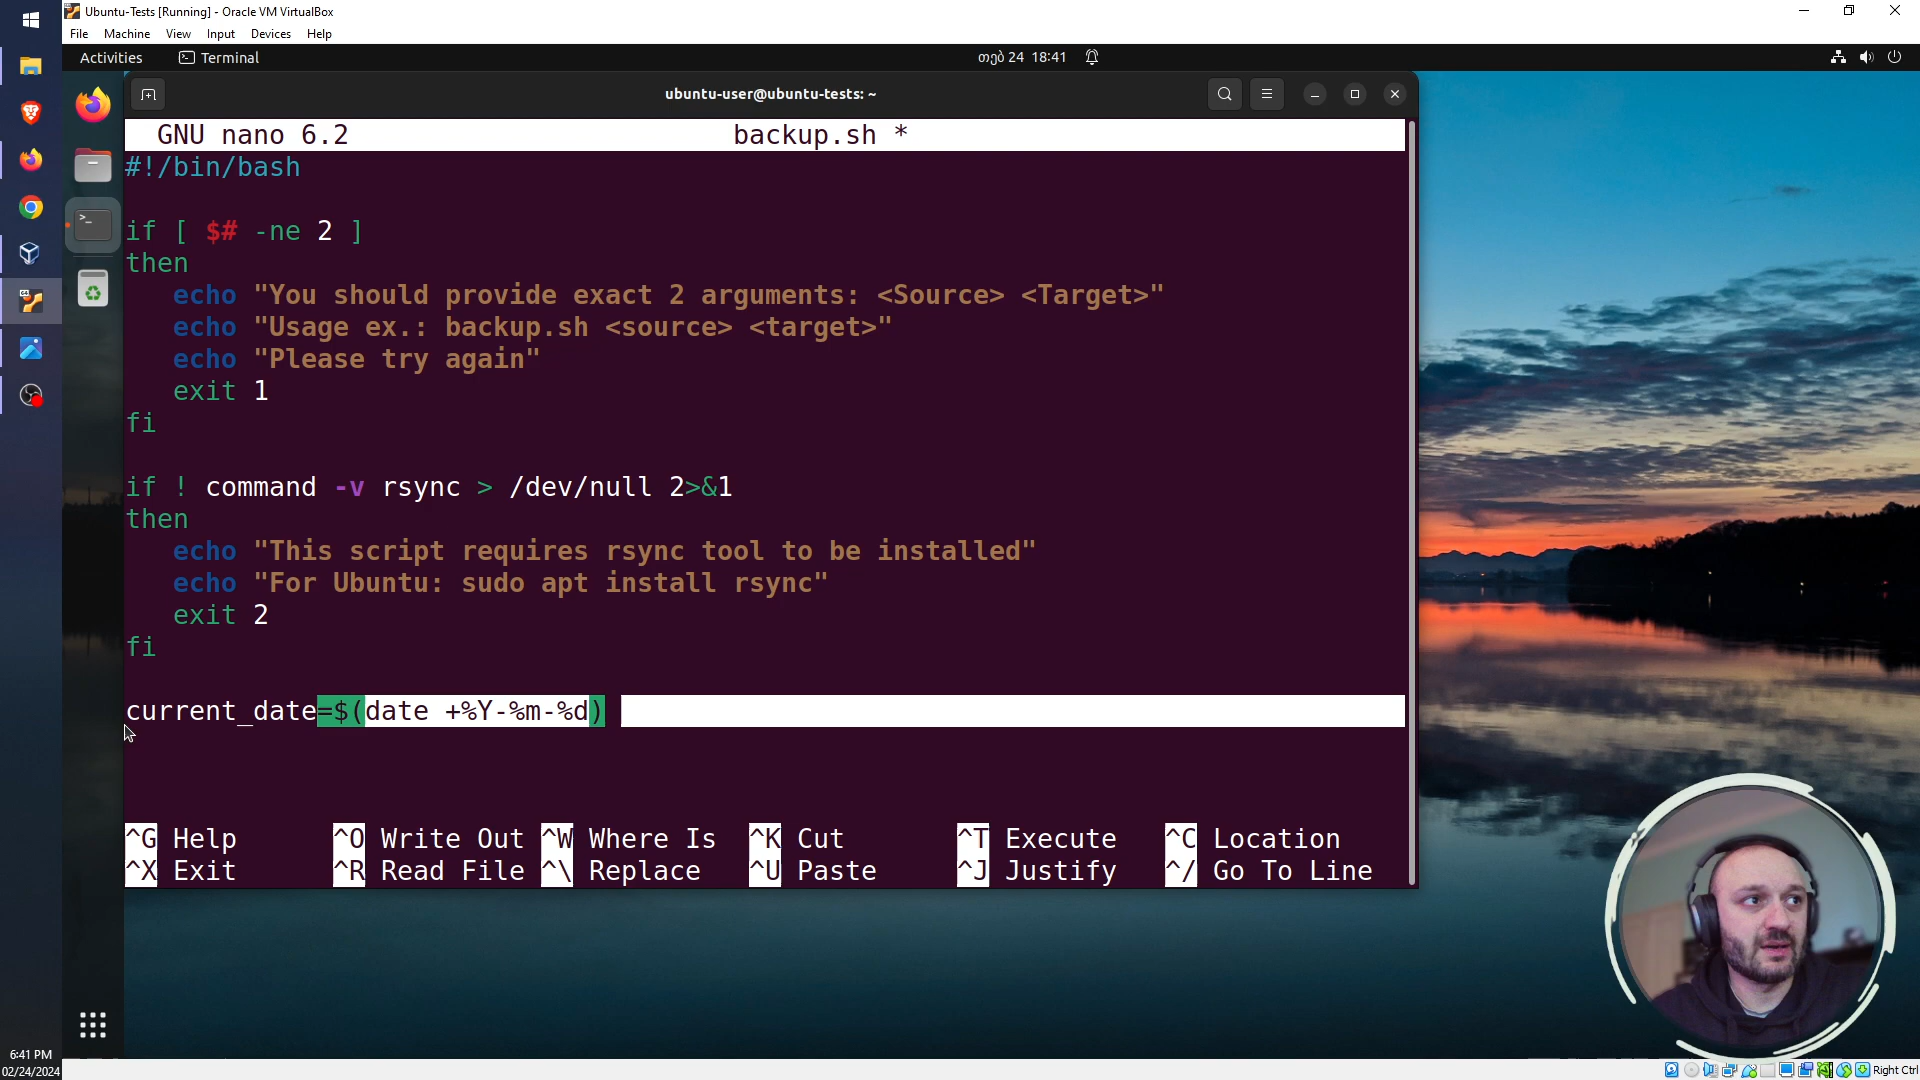 Ubuntu-Tests [Running] - Oracle VM VirtualBox
File Machine View Input Devices Help
Activities Terminal თებ 24 18:41
ubuntu-user@ubuntu-tests: ~
GNU nano 6.2 backup.sh *
#!/bin/bash
if [ $# -ne 2 ]
then
echo "You should provide exact 2 arguments: <Source> <Target>"
echo "Usage ex.: backup.sh <source> <target>"
echo "Please try again"
exit 1
fi
if ! command -v rsync > /dev/null 2>&1
then
echo "This script requires rsync tool to be installed"
echo "For Ubuntu: sudo apt install rsync"
exit 2
fi
current_date=$(date +%Y-%m-%d)
^G Help ^O Write Out ^W Where Is ^K Cut ^T Execute ^C Location
^X Exit ^R Read File ^\ Replace ^U Paste ^J Justify ^/ Go To Line
6:41 PM
02/24/2024
Right Ctrl